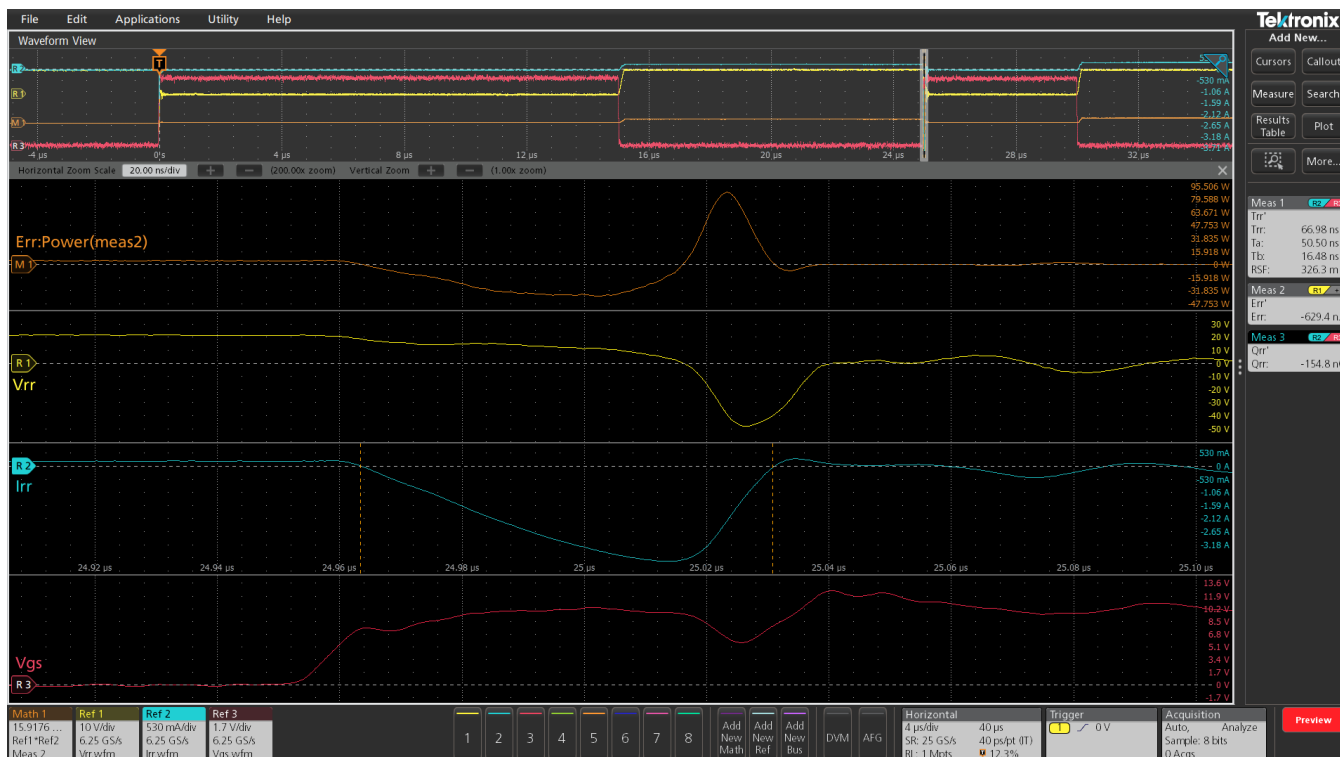 File Edit Applications Utility Help
Tektronix
Add New...
Waveform View
Cursors Callout
Measure Search
Results Table Plot
More...
R2
R1
M1
R3
T
-530 mA
-1.06 A
-1.59 A
-2.12 A
-2.65 A
-3.18 A
-3.71 A
-4 µs 0 s 4 µs 8 µs 12 µs 16 µs 20 µs 24 µs 28 µs 32 µs
Horizontal Zoom Scale 20.00 ns/div + − (200.00x zoom) Vertical Zoom + − (1.00x zoom) ✕
95.506 W
79.588 W
63.671 W
47.753 W
31.835 W
15.918 W
0 W
-15.918 W
-31.835 W
-47.753 W
Err:Power(meas2)
M 1
30 V
20 V
10 V
0 V
-10 V
-20 V
-30 V
-40 V
-50 V
R 1
Vrr
530 mA
0 A
-530 mA
-1.06 A
-1.59 A
-2.12 A
-2.65 A
-3.18 A
R 2
Irr
24.92 µs 24.94 µs 24.96 µs 24.98 µs 25 µs 25.02 µs 25.04 µs 25.06 µs 25.08 µs 25.10 µs
13.6 V
11.9 V
10.2 V
8.5 V
6.8 V
5.1 V
3.4 V
1.7 V
0 V
-1.7 V
Vgs
R 3
Meas 1 R2
Trr'
Trr: 66.98 ns
Ta: 50.50 ns
Tb: 16.48 ns
RSF: 326.3 m
Meas 2 R1
Err'
Err: -629.4 n
Meas 3 R2
Qrr'
Qrr: -154.8 n
Math 1
15.9176 ...
Ref1*Ref2
Meas 2
Ref 1
10 V/div
6.25 GS/s
Vrr.wfm
Ref 2
530 mA/div
6.25 GS/s
Irr.wfm
Ref 3
1.7 V/div
6.25 GS/s
Vgs.wfm
1 2 3 4 5 6 7 8
Add New Math
Add New Ref
Add New Bus
DVM AFG
Horizontal
4 µs/div 40 µs
SR: 25 GS/s 40 ps/pt (IT)
RL: 1 Mpts 12.3%
Trigger
1 0 V
Acquisition
Auto, Analyze
Sample: 8 bits
0 Acqs
Preview